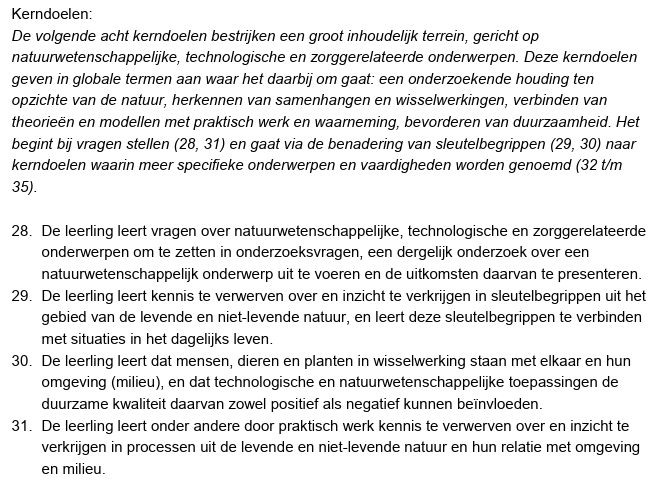 Kerndoelen:
De volgende acht kerndoelen bestrijken een groot inhoudelijk terrein, gericht op
natuurwetenschappelijke, technologische en zorggerelateerde onderwerpen. Deze kerndoelen
geven in globale termen aan waar het daarbij om gaat: een onderzoekende houding ten
opzichte van de natuur, herkennen van samenhangen en wisselwerkingen, verbinden van
theorieën en modellen met praktisch werk en waarneming, bevorderen van duurzaamheid. Het
begint bij vragen stellen (28, 31) en gaat via de benadering van sleutelbegrippen (29, 30) naar
kerndoelen waarin meer specifieke onderwerpen en vaardigheden worden genoemd (32 t/m
35).
28. De leerling leert vragen over natuurwetenschappelijke, technologische en zorggerelateerde
onderwerpen om te zetten in onderzoeksvragen, een dergelijk onderzoek over een
natuurwetenschappelijk onderwerp uit te voeren en de uitkomsten daarvan te presenteren.
29. De leerling leert kennis te verwerven over en inzicht te verkrijgen in sleutelbegrippen uit het
gebied van de levende en niet-levende natuur, en leert deze sleutelbegrippen te verbinden
met situaties in het dagelijks leven.
30. De leerling leert dat mensen, dieren en planten in wisselwerking staan met elkaar en hun
omgeving (milieu), en dat technologische en natuurwetenschappelijke toepassingen de
duurzame kwaliteit daarvan zowel positief als negatief kunnen beïnvloeden.
31. De leerling leert onder andere door praktisch werk kennis te verwerven over en inzicht te
verkrijgen in processen uit de levende en niet-levende natuur en hun relatie met omgeving
en milieu.